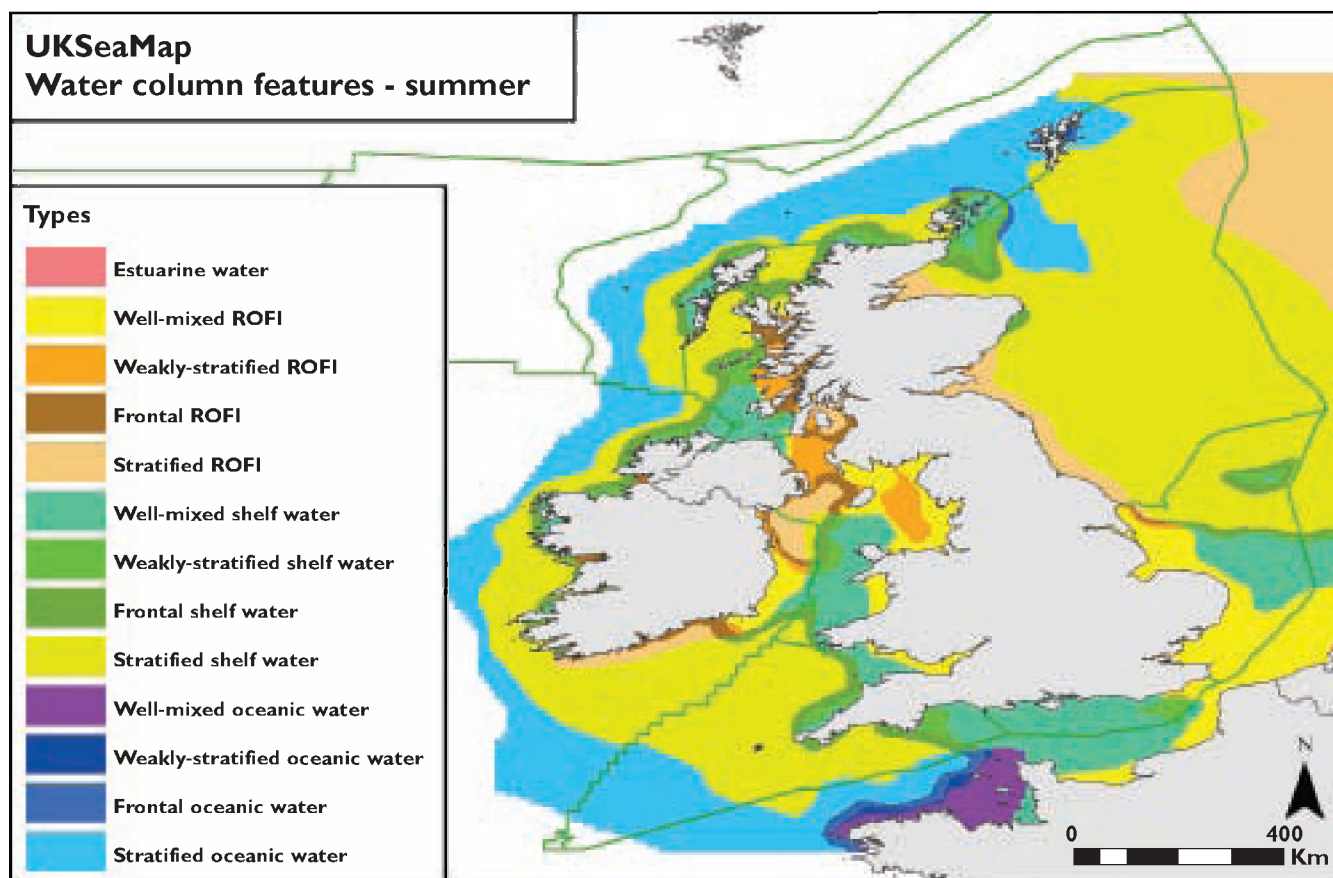 UKSeaMap
Water column features - summer
Types
Estuarine water
Well-mixed ROFI
Weakly-stratified ROFI
Frontal ROFI
Stratified ROFI
Well-mixed shelf water
Weakly-stratified shelf water
Frontal shelf water
Stratified shelf water
Well-mixed oceanic water
Weakly-stratified oceanic water
Frontal oceanic water
Stratified oceanic water
N
0 400
Km